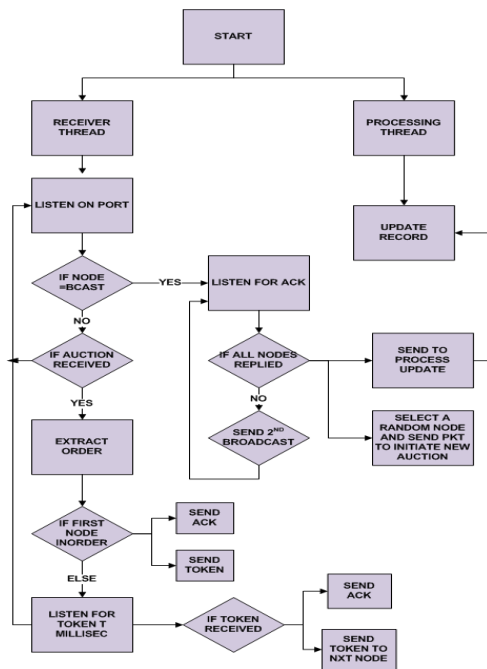 START
RECEIVER
THREAD
PROCESSING
THREAD
LISTEN ON PORT
UPDATE
RECORD
IF NODE
=BCAST
YES
LISTEN FOR ACK
NO
IF AUCTION
RECEIVED
IF ALL NODES
REPLIED
SEND TO
PROCESS
UPDATE
YES
NO
EXTRACT
ORDER
SEND 2ND
BROADCAST
SELECT A
RANDOM NODE
AND SEND PKT
TO INITIATE NEW
AUCTION
IF FIRST
NODE
INORDER
SEND
ACK
SEND
TOKEN
ELSE
LISTEN FOR
TOKEN T
MILLISEC
IF TOKEN
RECEIVED
SEND
ACK
SEND
TOKEN TO
NXT NODE